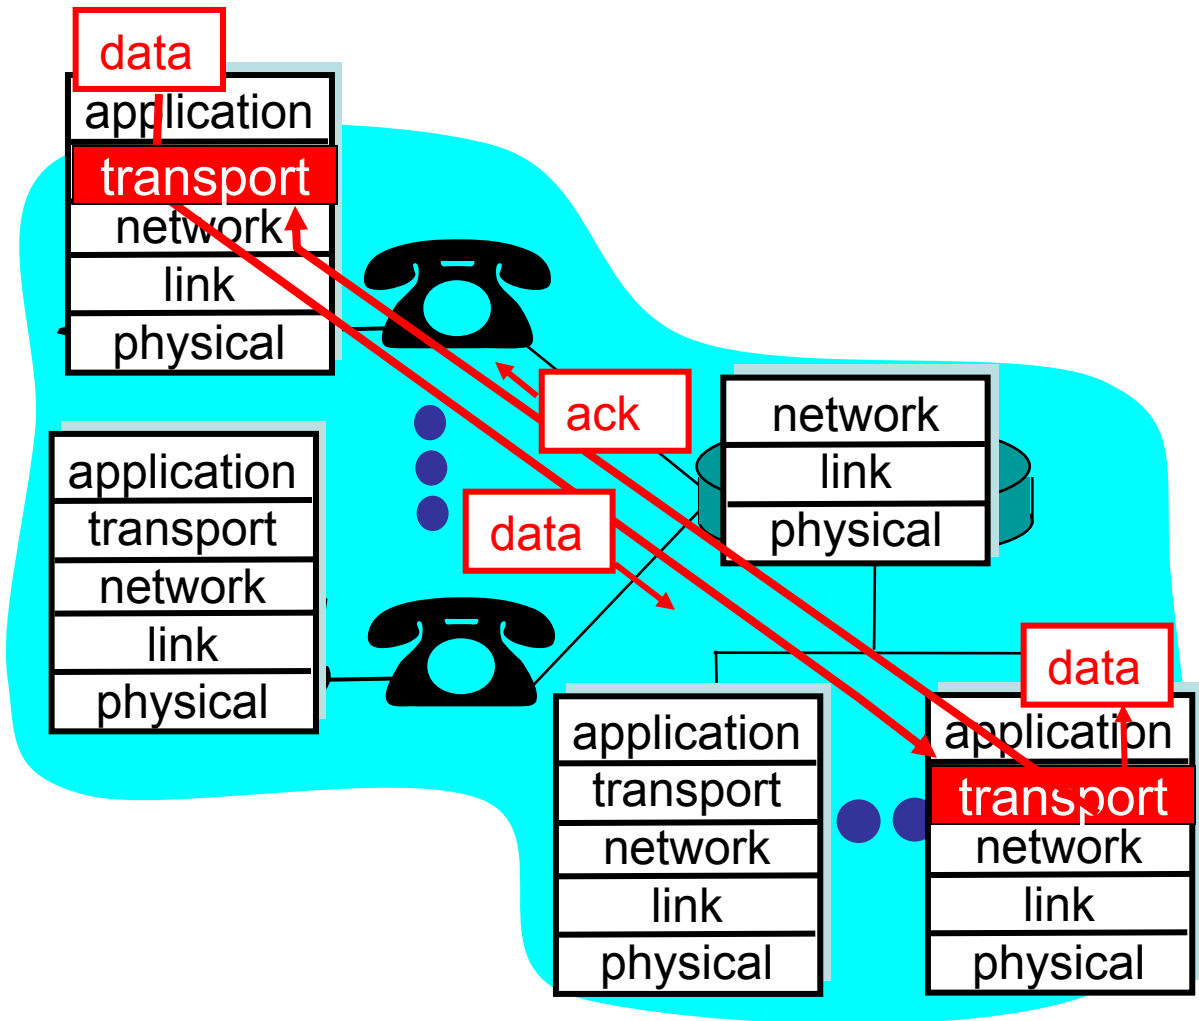 data
application
transport
network
link
physical
ack
network
link
physical
application
transport
network
link
physical
data
data
application
transport
network
link
physical
application
transport
network
link
physical